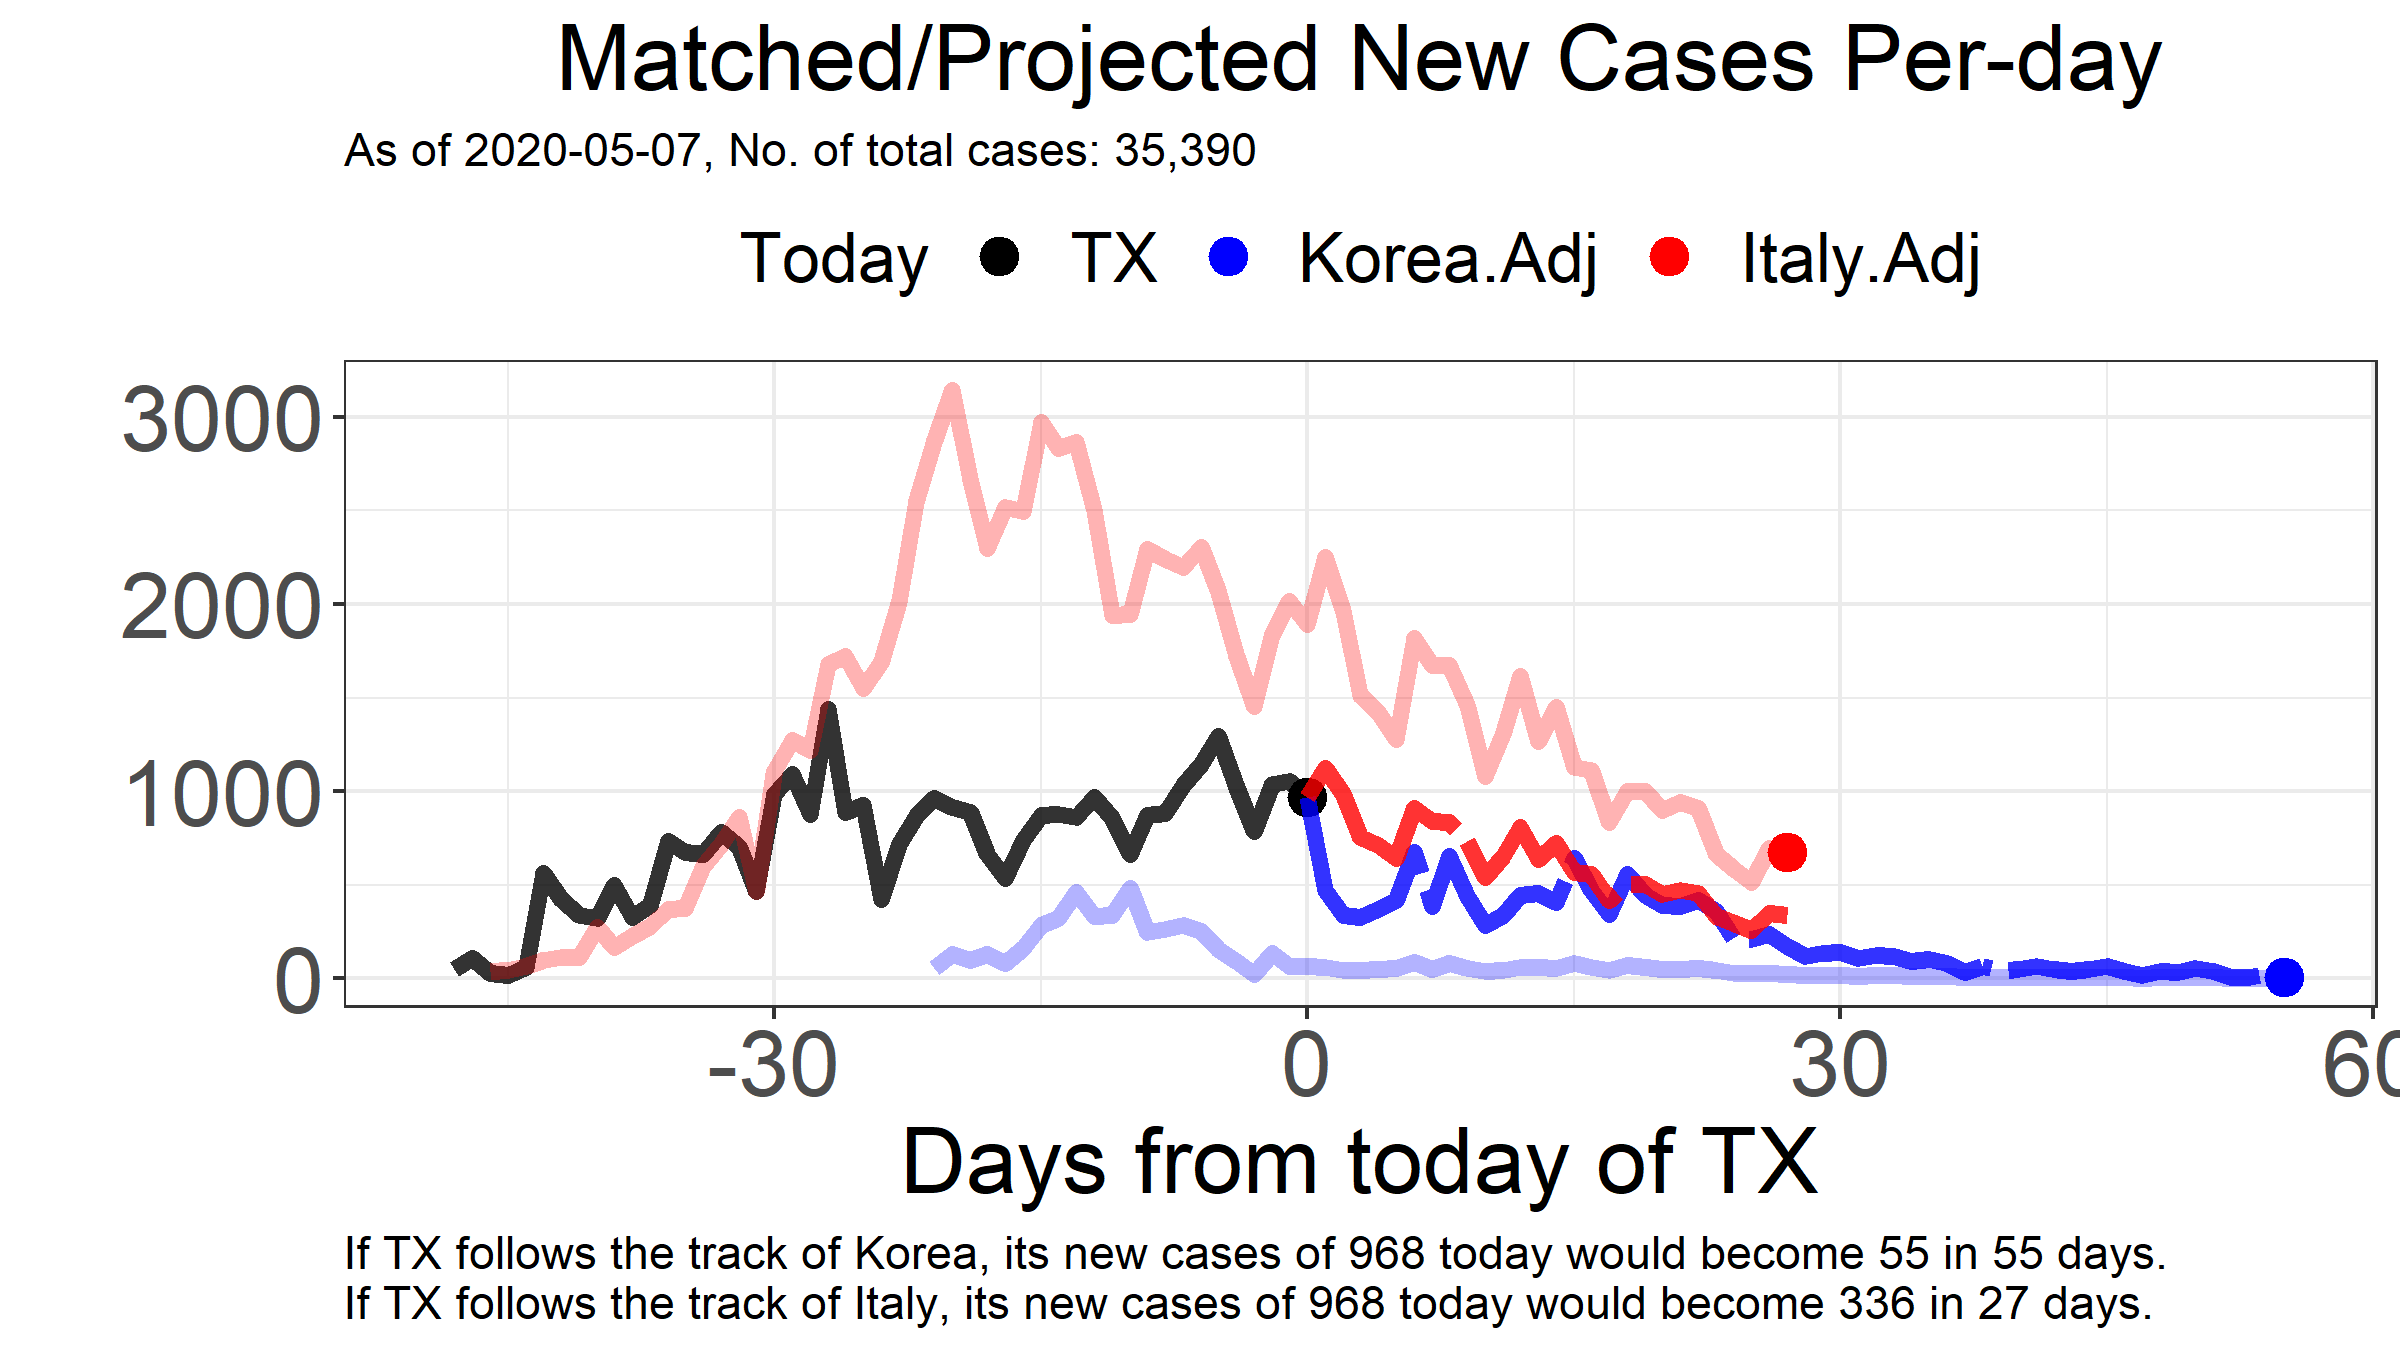 Matched/Projected New Cases Per-day
As of 2020-05-07, No. of total cases: 35,390
Today TX Korea.Adj Italy.Adj
3000
2000
1000
0
-30 0 30 60
Days from today of TX
If TX follows the track of Korea, its new cases of 968 today would become 55 in 55 days.
If TX follows the track of Italy, its new cases of 968 today would become 336 in 27 days.